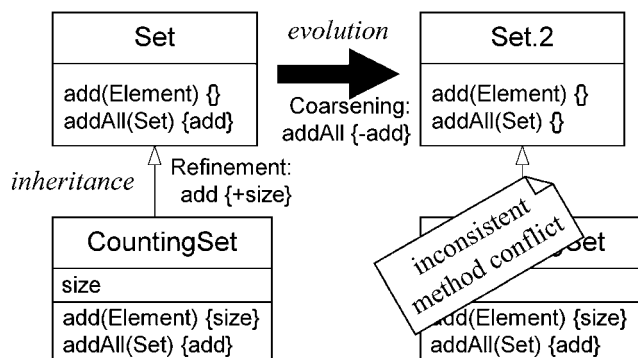 Set
add(Element) {}
addAll(Set) {add}
evolution
Coarsening:
addAll {-add}
Set.2
add(Element) {}
addAll(Set) {}
inheritance
Refinement:
add {+size}
CountingSet
size
add(Element) {size}
addAll(Set) {add}
inconsistent
method conflict
add(Element) {size}
addAll(Set) {add}